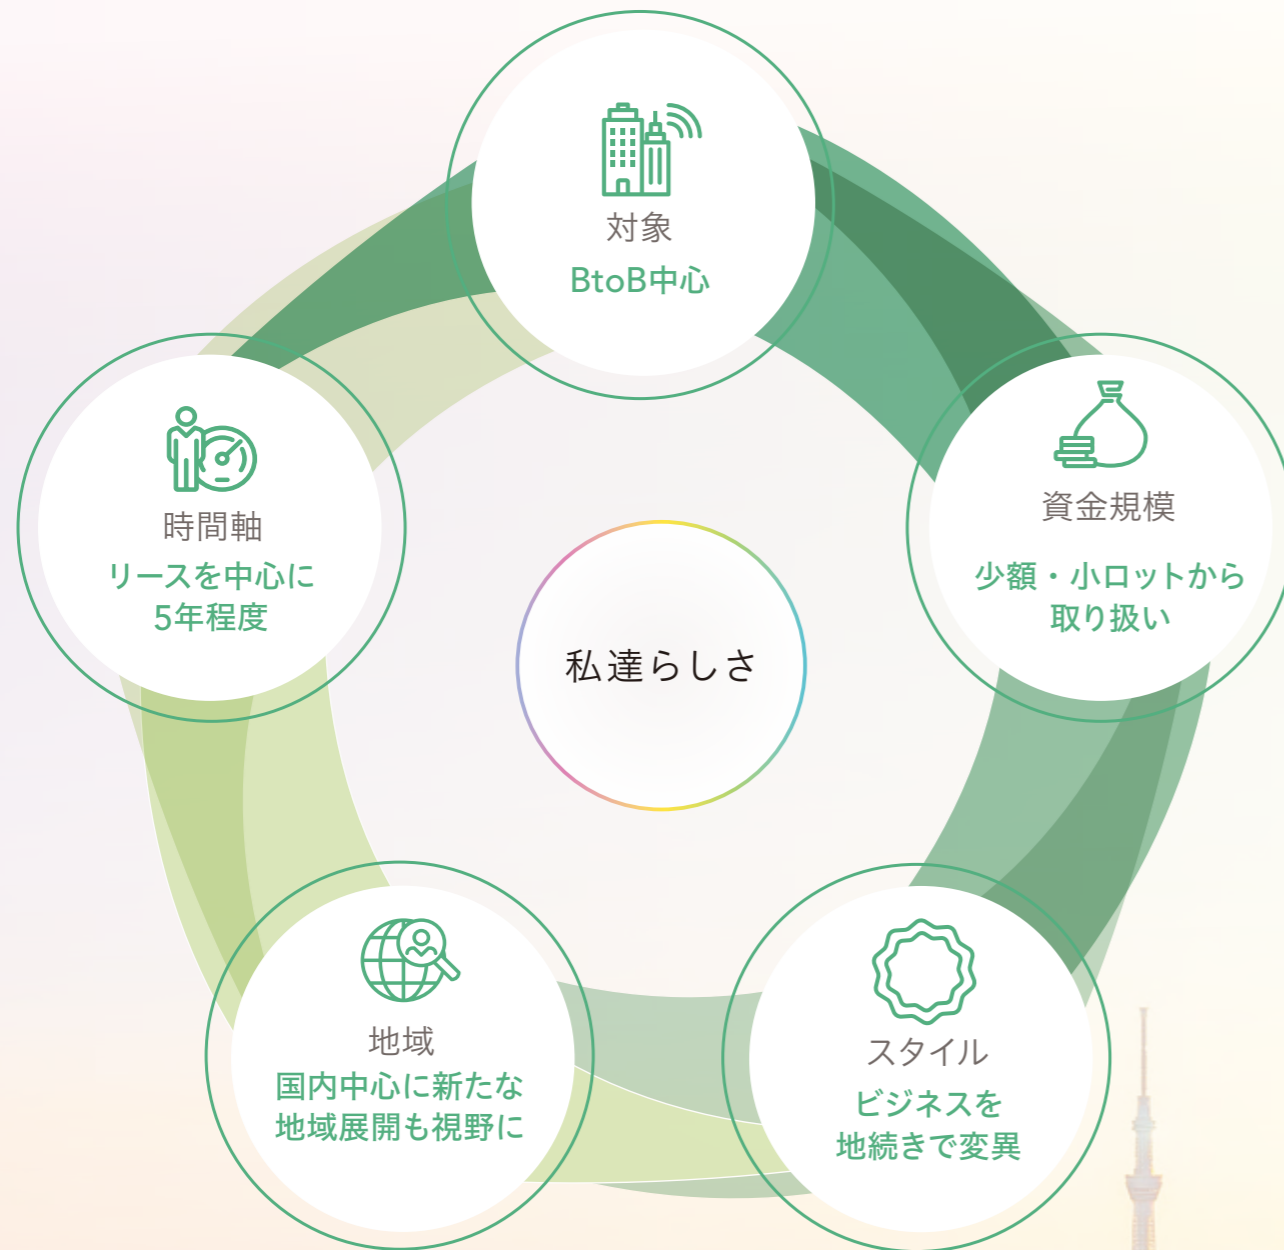 対象
BtoB中心
資金規模
少額・小ロットから
取り扱い
スタイル
ビジネスを
地続きで変異
地域
国内中心に新たな
地域展開も視野に
時間軸
リースを中心に
5年程度
私達らしさ